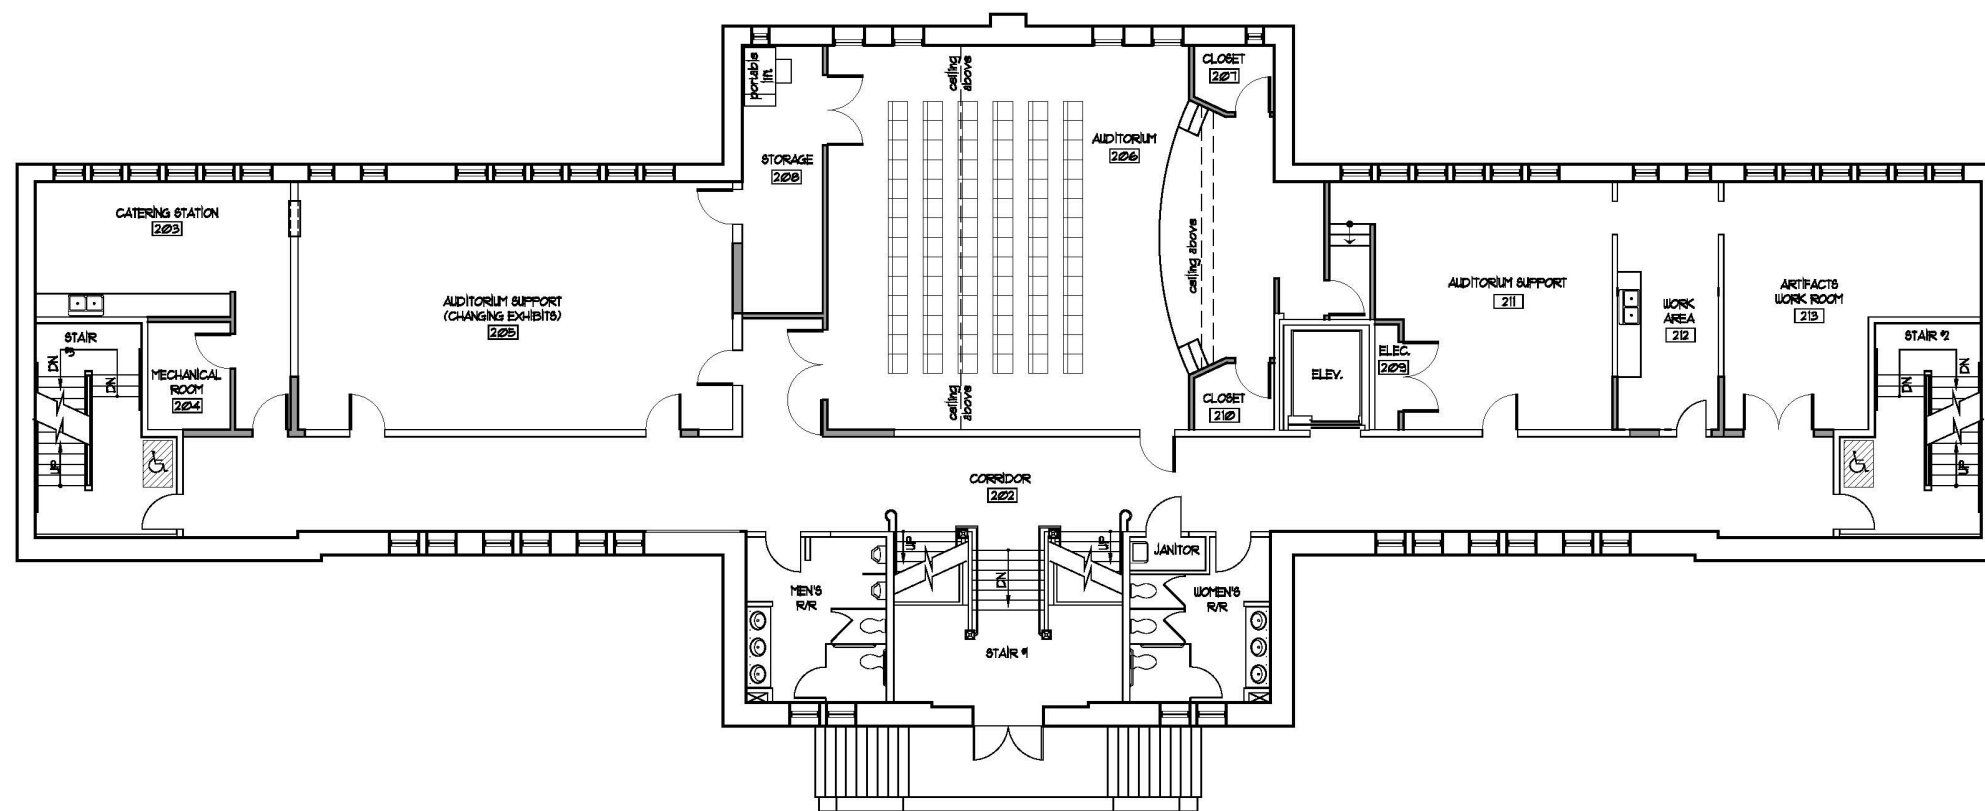 portable
lift
ceiling
above
CLOSET
207
AUDITORIUM
206
STORAGE
208
CATERING STATION
203
AUDITORIUM SUPPORT
(CHANGING EXHIBITS)
205
ceiling above
AUDITORIUM SUPPORT
211
WORK
AREA
212
ARTIFACTS
WORK ROOM
213
STAIR
#3
DN
DN
UP
MECHANICAL
ROOM
204
ceiling
above
CLOSET
210
ELEV.
ELEC.
209
STAIR #2
DN
DN
UP
CORRIDOR
202
UP
DN
UP
JANITOR
MEN'S
R/R
WOMEN'S
R/R
STAIR #1